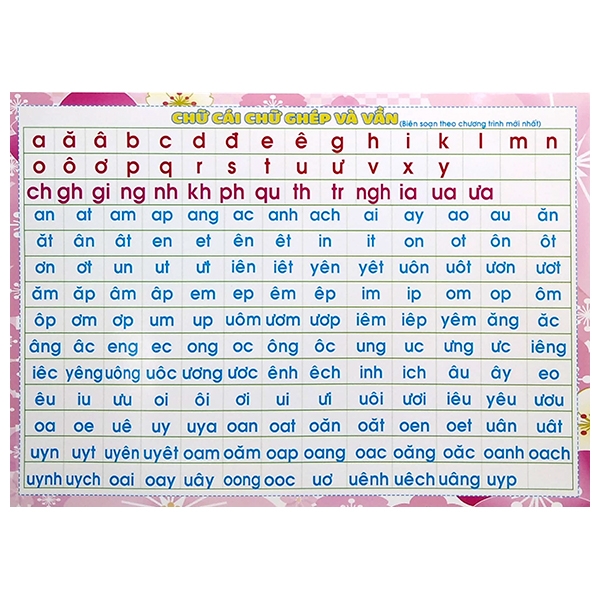 CHỮ CÁI CHỮ GHÉP VÀ VẦN (Biên soạn theo chương trình mới nhất)
a ă â b c d đ e ê g h i k l m n
o ô ơ p q r s t u ư v x y
ch gh gi ng nh kh ph qu th tr ngh ia ua ưa
an at am ap ang ac anh ach ai ay ao au ăn
ăt ân ât en et ên êt in it on ot ôn ôt
ơn ơt un ut ưt iên iêt yên yêt uôn uôt ươn ươt
ăm ăp âm âp em ep êm êp im ip om op ôm
ôp ơm ơp um up uôm ươm ươp iêm iêp yêm ăng ăc
âng âc eng ec ong oc ông ôc ung uc ưng ưc iêng
iêc yêng uông uôc ương ươc ênh êch inh ich âu ây eo
êu iu ưu oi ôi ơi ui ưi uôi ươi iêu yêu ươu
oa oe uê uy uya oan oat oăn oăt oen oet uân uât
uyn uyt uyên uyêt oam oăm oap oang oac oăng oăc oanh oach
uynh uych oai oay uây oong ooc uơ uênh uêch uâng uyp